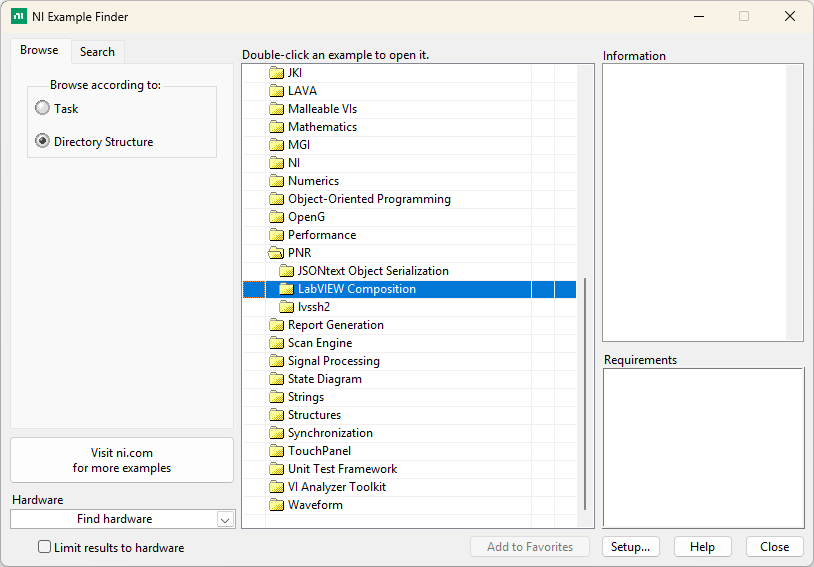 NI Example Finder
Browse
Search
Browse according to:
Task
Directory Structure
Visit ni.com
for more examples
Hardware
Find hardware
Limit results to hardware
Double-click an example to open it.
JKI
LAVA
Malleable VIs
Mathematics
MGI
NI
Numerics
Object-Oriented Programming
OpenG
Performance
PNR
JSONtext Object Serialization
LabVIEW Composition
lvssh2
Report Generation
Scan Engine
Signal Processing
State Diagram
Strings
Structures
Synchronization
TouchPanel
Unit Test Framework
VI Analyzer Toolkit
Waveform
Information
Requirements
Add to Favorites
Setup...
Help
Close